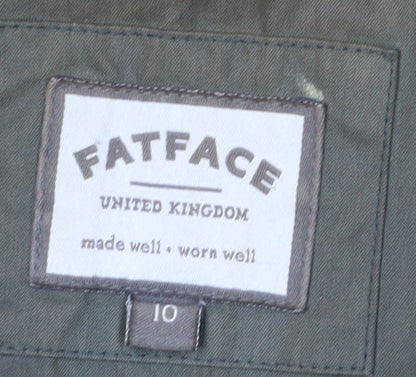 FATFACE
UNITED KINGDOM
made well • worn well
10